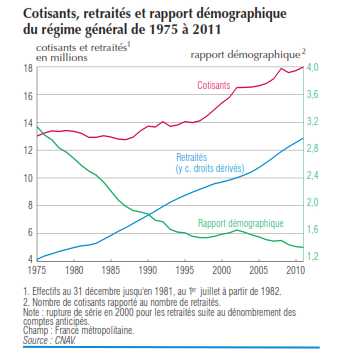 Cotisants, retraités et rapport démographique
du régime général de 1975 à 2011
cotisants et retraités¹
en millions
rapport démographique²
18
16
14
12
10
8
6
4
4,0
3,6
3,2
2,8
2,4
2,0
1,6
1,2
Cotisants
Retraités
(y c. droits dérivés)
Rapport démographique
1975 1980 1985 1990 1995 2000 2005 2010
1. Effectifs au 31 décembre jusqu'en 1981, au 1er juillet à partir de 1982.
2. Nombre de cotisants rapporté au nombre de retraités.
Note : rupture de série en 2000 pour les retraités suite au dénombrement des
comptes anticipés.
Champ : France métropolitaine.
Source : CNAV.